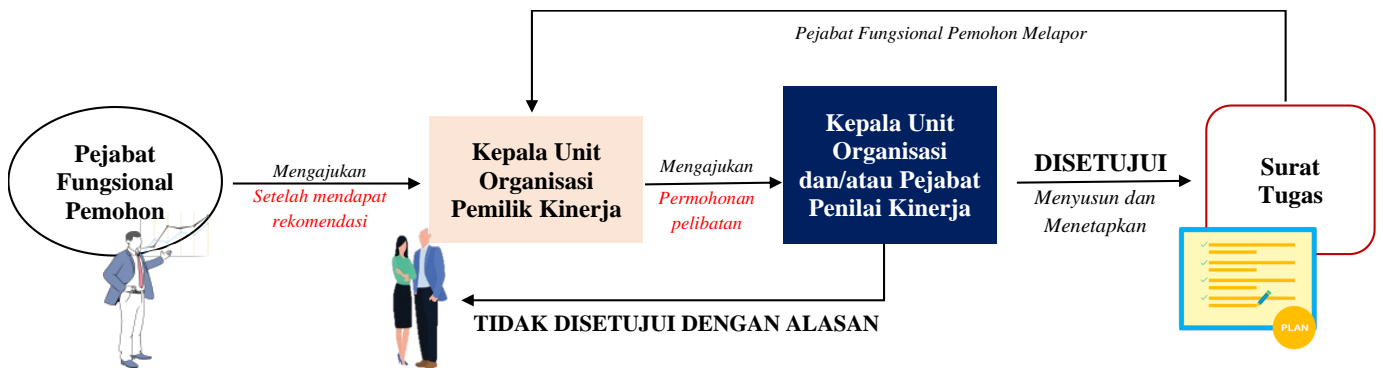 Pejabat Fungsional Pemohon Melapor
Pejabat
Fungsional
Pemohon
Mengajukan
Setelah mendapat
rekomendasi
Kepala Unit
Organisasi
Pemilik Kinerja
Mengajukan
Permohonan
pelibatan
Kepala Unit
Organisasi
dan/atau Pejabat
Penilai Kinerja
DISETUJUI
Menyusun dan
Menetapkan
Surat
Tugas
PLAN
TIDAK DISETUJUI DENGAN ALASAN